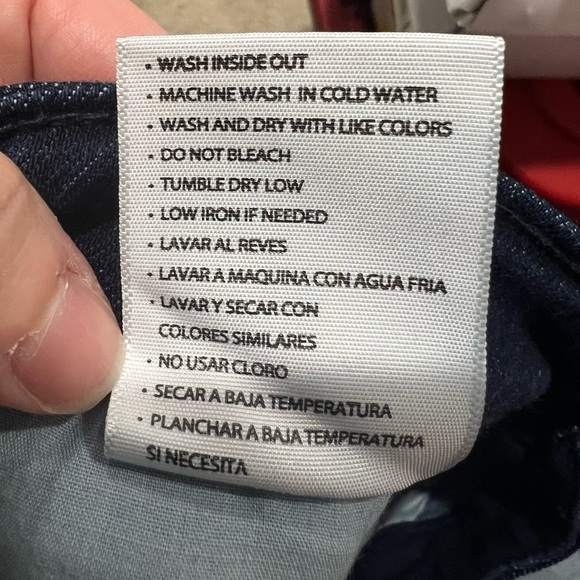 • WASH INSIDE OUT
• MACHINE WASH IN COLD WATER
• WASH AND DRY WITH LIKE COLORS
• DO NOT BLEACH
• TUMBLE DRY LOW
• LOW IRON IF NEEDED
• LAVAR AL REVES
• LAVAR A MAQUINA CON AGUA FRIA
• LAVAR Y SECAR CON
COLORES SIMILARES
• NO USAR CLORO
• SECAR A BAJA TEMPERATURA
• PLANCHAR A BAJA TEMPERATURA
SI NECESITA